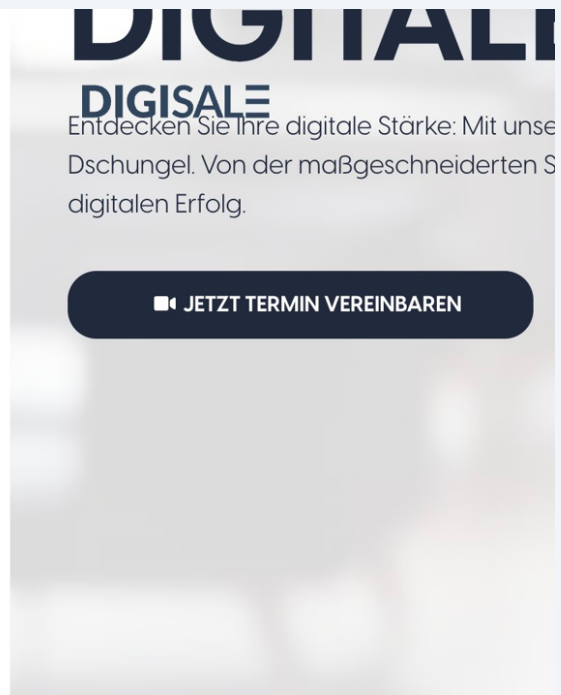 DIGITALE
DIGISALE
Entdecken Sie Ihre digitale Stärke: Mit unse
Dschungel. Von der maßgeschneiderten S
digitalen Erfolg.
JETZT TERMIN VEREINBAREN